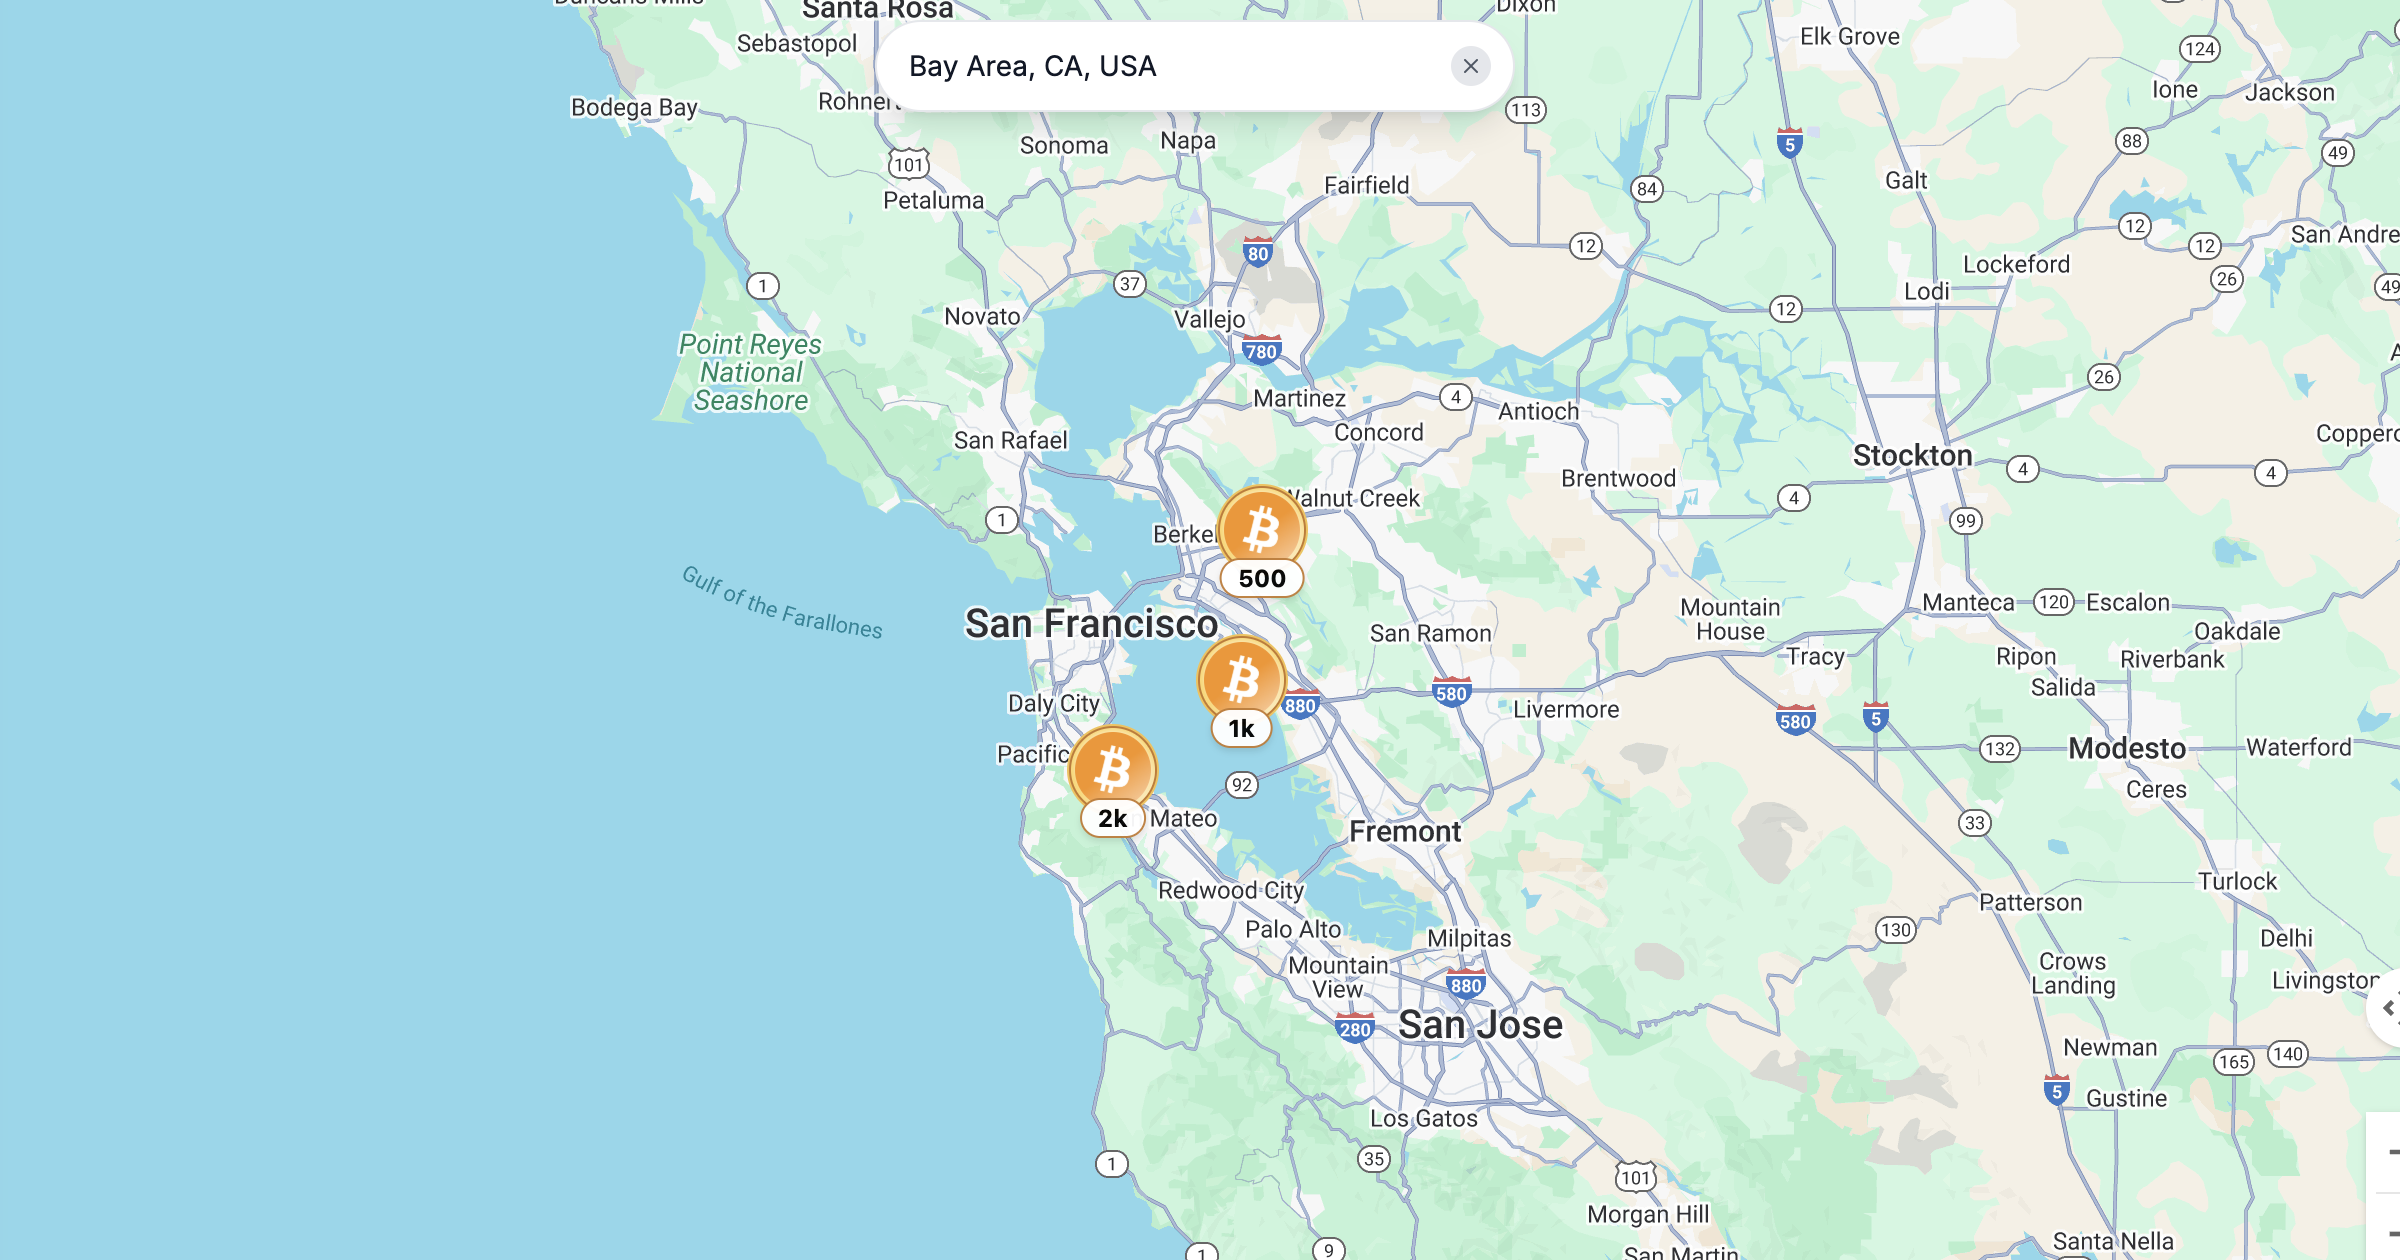 Duncans Mills
Santa Rosa
Dixon
Sebastopol
Elk Grove
124
Bay Area, CA, USA
Ione
Jackson
Bodega Bay
113
88
5
Sonoma
Napa
49
101
Fairfield
84
Galt
Petaluma
12
12
12
San Andre
80
Lockeford
26
1
37
Lodi
49
Novato
Vallejo
12
Point Reyes
National
Seashore
780
26
Martinez
4
Antioch
San Rafael
Concord
Stockton
Brentwood
4
4
Walnut Creek
4
1
99
500
Gulf of the Farallones
San Francisco
Mountain
House
Manteca
120
Escalon
San Ramon
Oakdale
Tracy
Ripon
Riverbank
Salida
580
880
Daly City
Livermore
580
5
1k
132
Modesto
Waterford
92
Ceres
2k
Mateo
Fremont
33
Redwood City
Turlock
Patterson
Palo Alto
Milpitas
130
Delhi
Mountain
View
Crows
Landing
Livingston
880
280
San Jose
Newman
165
140
5
Gustine
Los Gatos
1
35
101
Morgan Hill
Santa Nella
San Martin
1
9